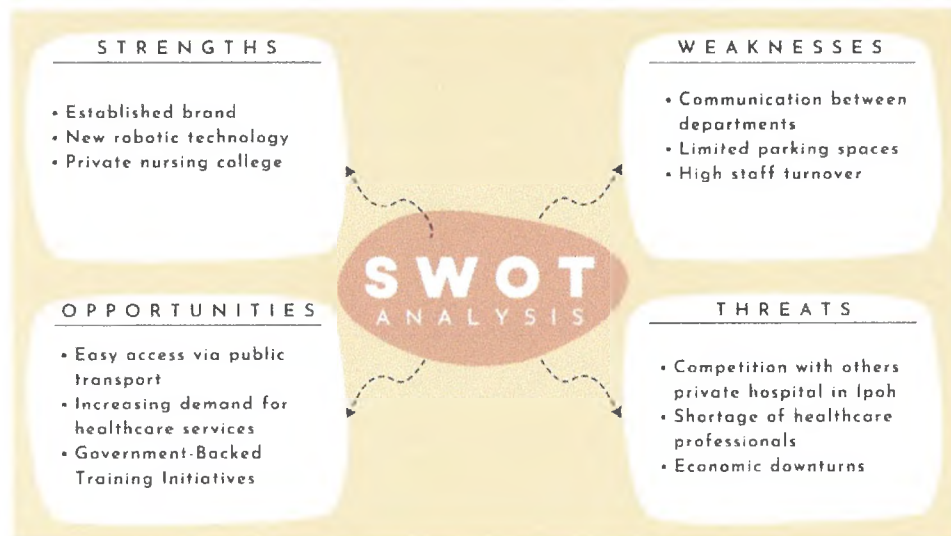 STRENGTHS
• Established brand
• New robotic technology
• Private nursing college
WEAKNESSES
• Communication between
departments
• Limited parking spaces
• High staff turnover
SWOT
ANALYSIS
OPPORTUNITIES
• Easy access via public
transport
• Increasing demand for
healthcare services
• Government-Backed
Training Initiatives
THREATS
• Competition with others
private hospital in Ipoh
• Shortage of healthcare
professionals
• Economic downturns